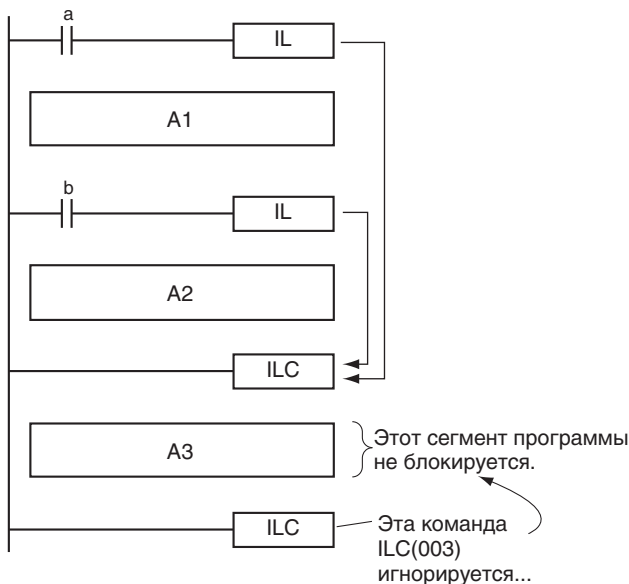 a
IL
A1
b
IL
A2
ILC
A3
Этот сегмент программы
не блокируется.
ILC
Эта команда
ILC(003)
игнорируется...